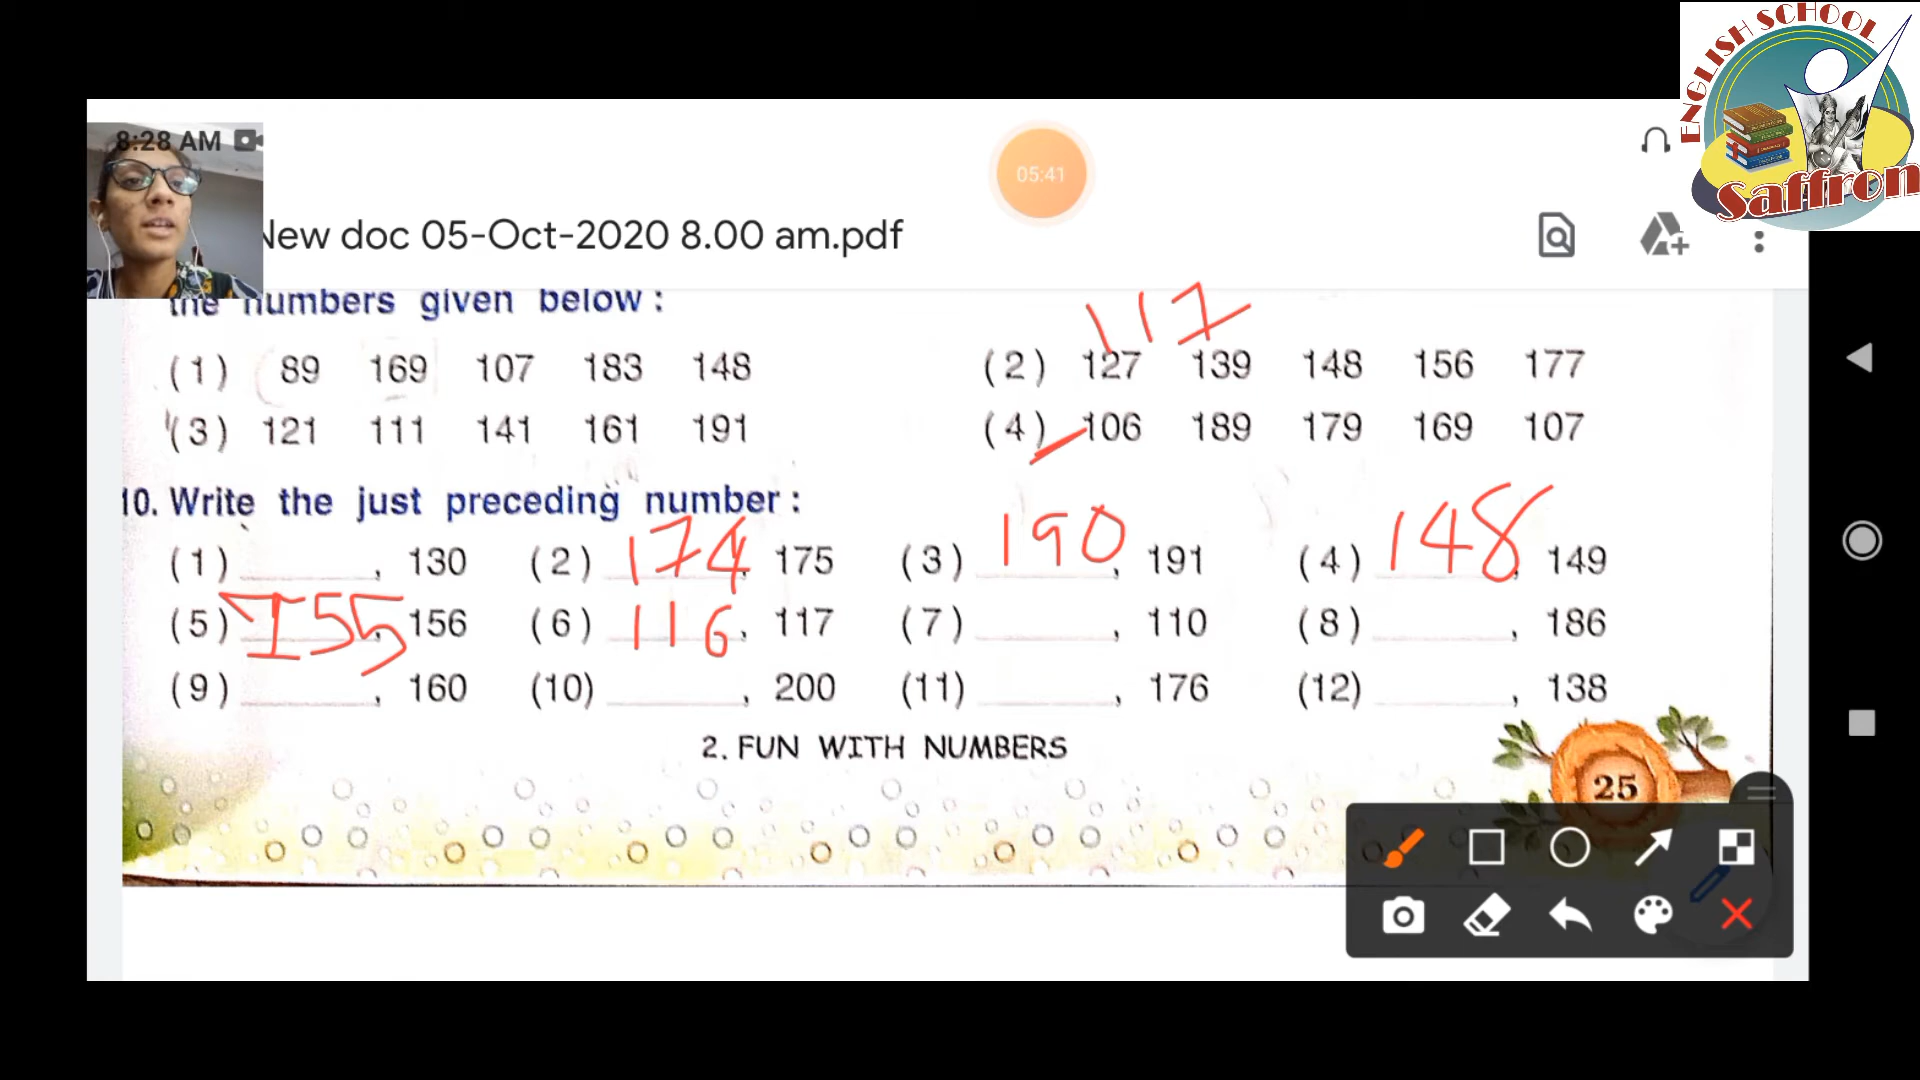 ENGLISH SCHOOL
Saffron
8:28 AM
05:41
New doc 05-Oct-2020 8.00 am.pdf
the numbers given below :
117
(1) 89 169 107 183 148 (2) 127 139 148 156 177
(3) 121 111 141 161 191 (4) 106 189 179 169 107
10. Write the just preceding number :
(1) ______, 130 (2) 174, 175 (3) 190, 191 (4) 148, 149
(5) 155, 156 (6) 116, 117 (7) ______, 110 (8) ______, 186
(9) ______, 160 (10) ______, 200 (11) ______, 176 (12) ______, 138
2. FUN WITH NUMBERS
25